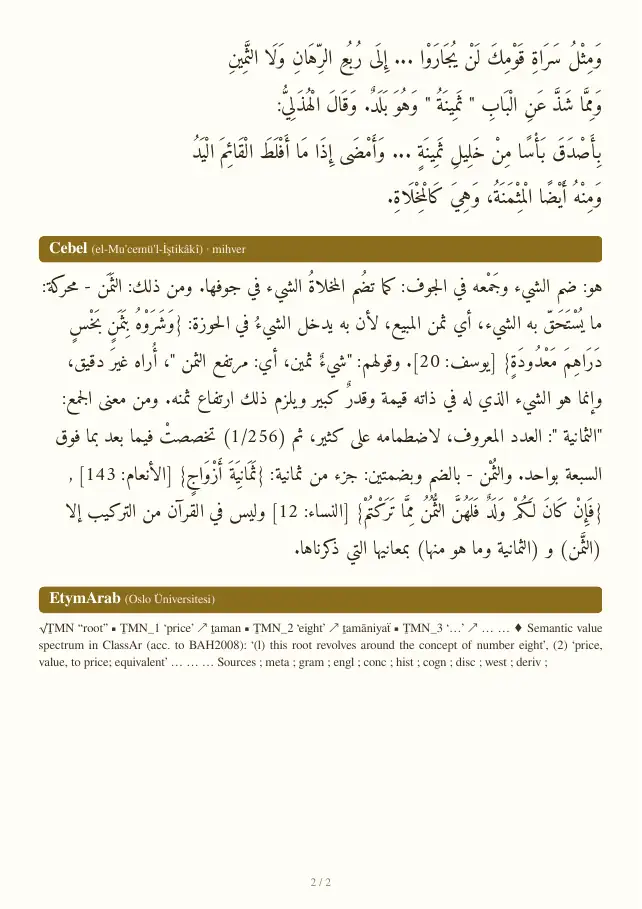 وَمِثْلُ سَرَاةِ قَوْمِكَ لَنْ يُجَارَوْا ... إِلَى رُبُعِ الرِّهَانِ وَلَا الثَّمِينِ
وَمِمَّا شَذَّ عَنِ الْبَابِ " ثَمِينَةُ " وَهُوَ بَلَدٌ. وَقَالَ الْهُذَلِيُّ:
بِأَصْدَقَ بَأْسًا مِنْ خَلِيلِ ثَمِينَةٍ ... وَأَمْضَى إِذَا مَا أَفْلَطَ الْقَائِمَ الْيَدُ
وَمِنْهُ أَيْضًا الْمِثْمَنَةُ، وَهِيَ كَالْمِخْلَاةِ.
Cebel (el-Mu'cemü'l-İştikâkî) · mihver
هو: ضم الشيء وجَمْعه في الجوف: كما تضُم المخلاةُ الشيء في جوفها. ومن ذلك: الثَّمَن - محركة:
ما يُسْتَحَقّ به الشيء، أي ثمن المبيع، لأن به يدخل الشيءُ في الحوزة: {وَشَرَوْهُ بِثَمَنٍ بَخْسٍ
دَرَاهِمَ مَعْدُودَةٍ} [يوسف: 20]. وقولهم: "شيءٌ ثمين، أي: مرتفع الثمن "، أُراه غيرَ دقيق،
وإنما هو الشيء الذي له في ذاته قيمة وقدرٌ كبير ويلزم ذلك ارتفاع ثمنه. ومن معنى الجمع:
"الثمانية ": العدد المعروف، لاضطمامه على كثير، ثم (1/256) تخصصتْ فيما بعد بما فوق
السبعة بواحد. والثُمْن - بالضم وبضمتين: جزء من ثمانية: {ثَمَانِيَةَ أَزْوَاجٍ} [الأنعام: 143] ,
{فَإِنْ كَانَ لَكُمْ وَلَدٌ فَلَهُنَّ الثُّمُنُ مِمَّا تَرَكْتُمْ} [النساء: 12] وليس في القرآن من التركيب إلا
(الثَّمن) و (الثمانية وما هو منها) بمعانيها التي ذكرناها.
EtymArab (Oslo Üniversitesi)
√ṮMN “root” ▪ ṮMN_1 ‘price’ ↗ ṯaman ▪ ṮMN_2 ‘eight’ ↗ ṯamāniyaẗ ▪ ṮMN_3 ‘…’ ↗ … … ♦ Semantic value
spectrum in ClassAr (acc. to BAH2008): ‘(1) this root revolves around the concept of number eight’, (2) ‘price,
value, to price; equivalent’ … … … Sources ; meta ; gram ; engl ; conc ; hist ; cogn ; disc ; west ; deriv ;
2 / 2